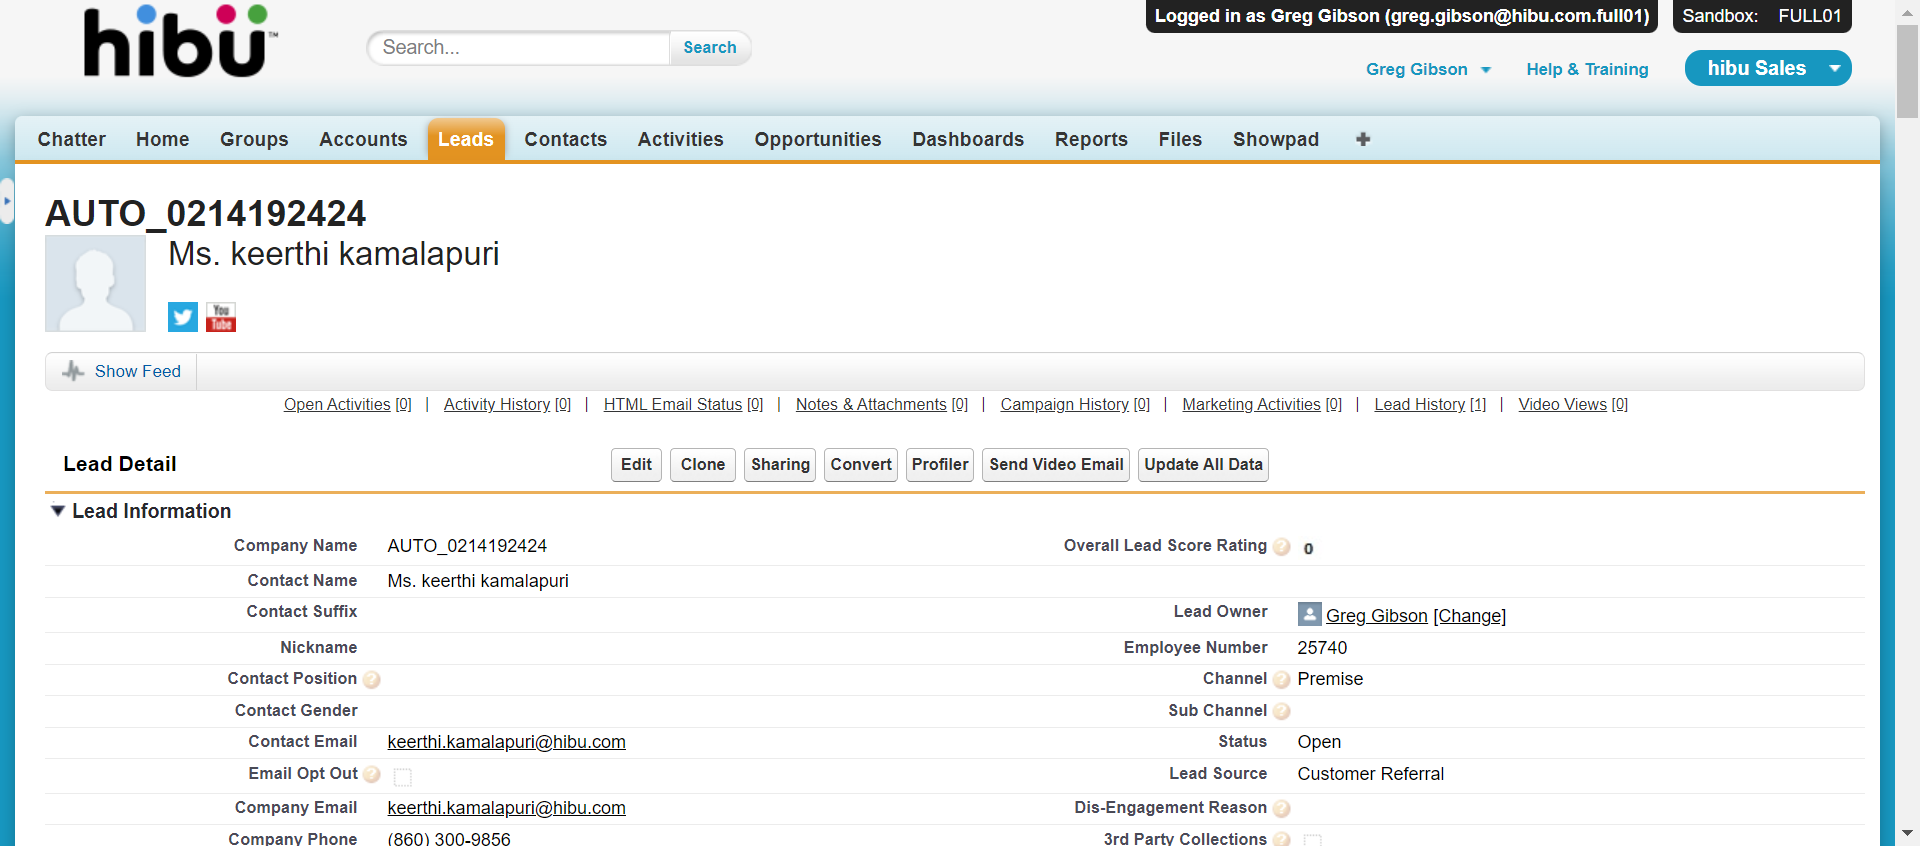 hibü™
Search...
Search
Logged in as Greg Gibson (greg.gibson@hibu.com.full01)
Sandbox: FULL01
Greg Gibson
Help & Training
hibu Sales
Chatter Home Groups Accounts Leads Contacts Activities Opportunities Dashboards Reports Files Showpad
AUTO_0214192424
Ms. keerthi kamalapuri
You
Tube
Show Feed
Open Activities [0] | Activity History [0] | HTML Email Status [0] | Notes & Attachments [0] | Campaign History [0] | Marketing Activities [0] | Lead History [1] | Video Views [0]
Lead Detail
Edit Clone Sharing Convert Profiler Send Video Email Update All Data
Lead Information
Company Name AUTO_0214192424 Overall Lead Score Rating ? 0
Contact Name Ms. keerthi kamalapuri
Contact Suffix Lead Owner Greg Gibson [Change]
Nickname Employee Number 25740
Contact Position ? Channel ? Premise
Contact Gender Sub Channel ?
Contact Email keerthi.kamalapuri@hibu.com Status Open
Email Opt Out ? Lead Source Customer Referral
Company Email keerthi.kamalapuri@hibu.com Dis-Engagement Reason ?
Company Phone (860) 300-9856 3rd Party Collections ?